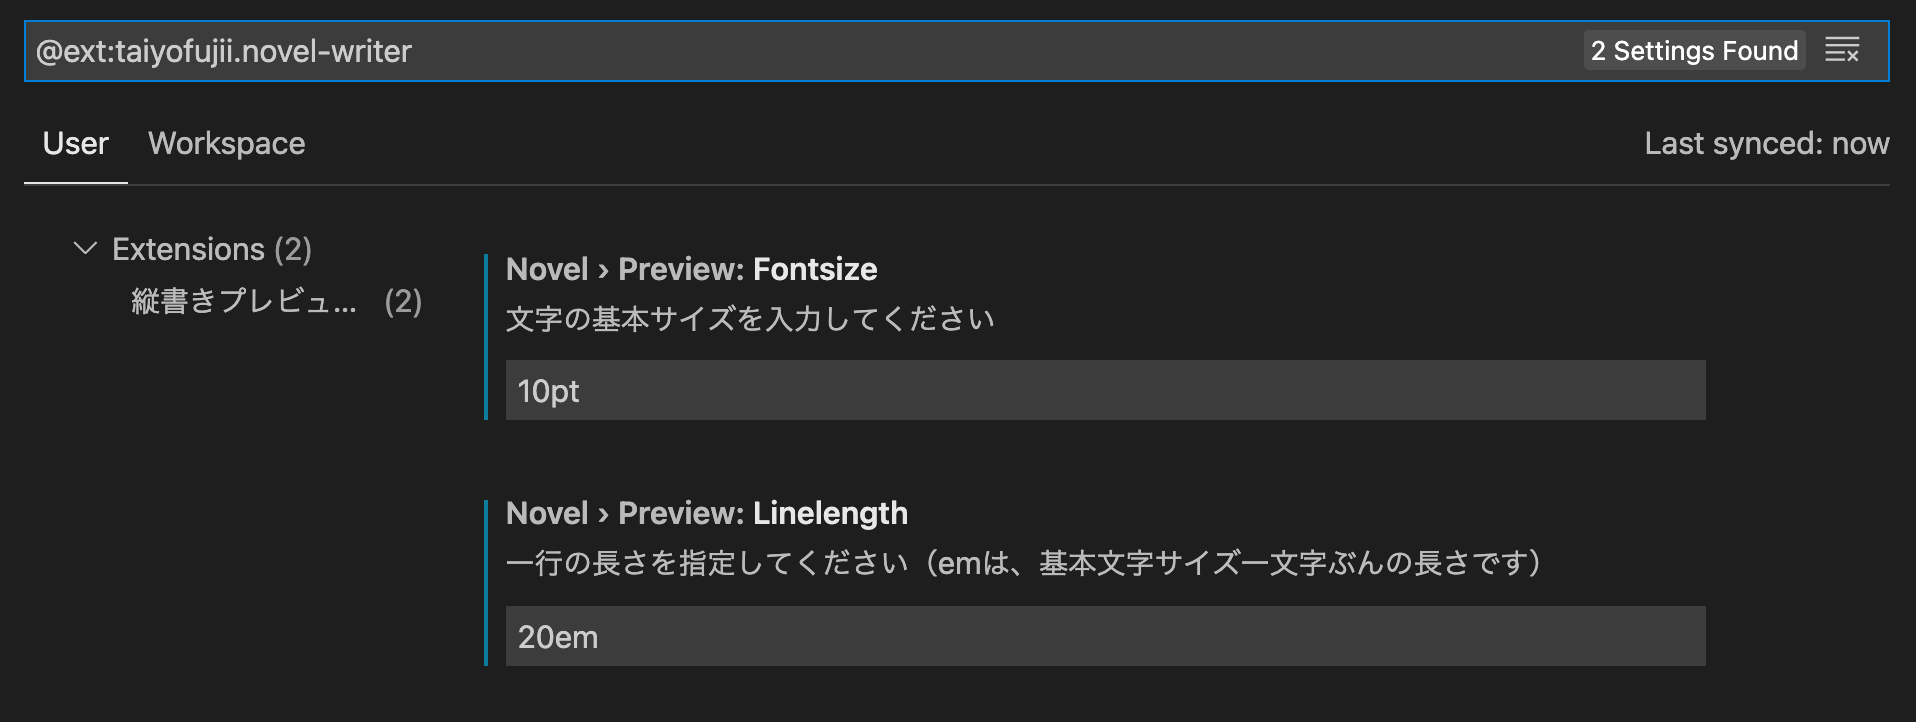 @ext:taiyofujii.novel-writer
2 Settings Found
User
Workspace
Last synced: now
Extensions (2)
縦書きプレビュ... (2)
Novel › Preview: Fontsize
文字の基本サイズを入力してください
10pt
Novel › Preview: Linelength
一行の長さを指定してください（emは、基本文字サイズ一文字ぶんの長さです）
20em